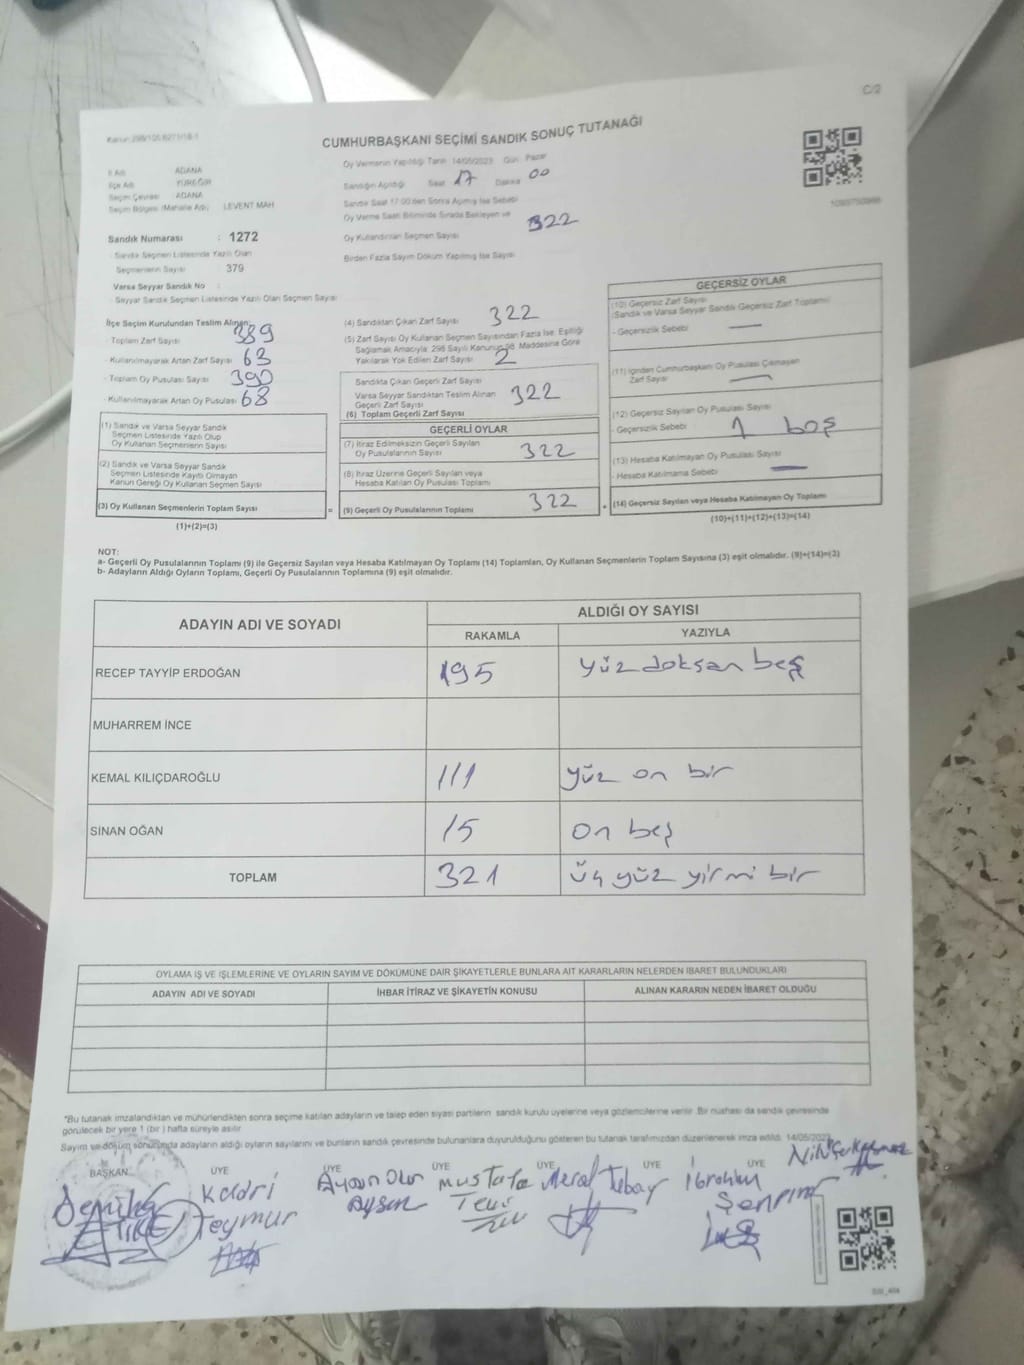 C/2
CUMHURBAŞKANI SEÇİMİ SANDIK SONUÇ TUTANAĞI
İl Adı ADANA
İlçe Adı YÜREĞİR
Seçim Çevresi ADANA
Seçim Bölgesi (Mahalle Adı) LEVENT MAH
Sandık Numarası : 1272
Sandık Seçmen Listesinde Yazılı Olan
Seçmenlerin Sayısı : 379
Varsa Seyyar Sandık No :
Seyyar Sandık Seçmen Listesinde Yazılı Olan Seçmen Sayısı
Oy Vermenin Yapıldığı Tarih 14/05/2023 Gün Pazar
Sandığın Açıldığı Saat 17 Dakika 00
Sandık Saat 17:00'den Sonra Açılmış İse Sebebi
Oy Verme Saati Bitiminde Sırada Bekleyen ve
Oy Kullandırılan Seçmen Sayısı 322
Birden Fazla Sayım Döküm Yapılmış İse Sayısı
İlçe Seçim Kurulundan Teslim Alınan;
- Toplam Zarf Sayısı 389
- Kullanılmayarak Artan Zarf Sayısı 63
- Toplam Oy Pusulası Sayısı 390
- Kullanılmayarak Artan Oy Pusulası 68
(1) Sandık ve Varsa Seyyar Sandık
Seçmen Listesinde Yazılı Olup
Oy Kullanan Seçmenlerin Sayısı
(2) Sandık ve Varsa Seyyar Sandık
Seçmen Listesinde Kayıtlı Olmayan
Kanun Gereği Oy Kullanan Seçmen Sayısı
(3) Oy Kullanan Seçmenlerin Toplam Sayısı =
(1)+(2)=(3)
(4) Sandıktan Çıkan Zarf Sayısı 322
(5) Zarf Sayısı Oy Kullanan Seçmen Sayısından Fazla İse, Eşitliği
Sağlamak Amacıyla; 298 Sayılı Kanunun 98. Maddesine Göre
Yakılarak Yok Edilen Zarf Sayısı 2
Sandıkta Çıkan Geçerli Zarf Sayısı
Varsa Seyyar Sandıktan Teslim Alınan
Geçerli Zarf Sayısı 322
(6) Toplam Geçerli Zarf Sayısı
GEÇERLİ OYLAR
(7) İtiraz Edilmeksizin Geçerli Sayılan
Oy Pusulasının Sayısı 322
(8) İtiraz Üzerine Geçerli Sayılan veya
Hesaba Katılan Oy Pusulası Toplamı
(9) Geçerli Oy Pusulalarının Toplamı 322 +
GEÇERSİZ OYLAR
(10) Geçersiz Zarf Sayısı
(Sandık ve Varsa Seyyar Sandık Geçersiz Zarf Toplamı)
- Geçersizlik Sebebi —
(11) İçinden Cumhurbaşkanı Oy Pusulası Çıkmayan
Zarf Sayısı —
(12) Geçersiz Sayılan Oy Pusulası Sayısı
- Geçersizlik Sebebi 1 boş
(13) Hesaba Katılmayan Oy Pusulası Sayısı
- Hesaba Katılmama Sebebi —
(14) Geçersiz Sayılan veya Hesaba Katılmayan Oy Toplamı
(10)+(11)+(12)+(13)=(14)
NOT:
a- Geçerli Oy Pusulalarının Toplamı (9) ile Geçersiz Sayılan veya Hesaba Katılmayan Oy Toplamı (14) Toplamları, Oy Kullanan Seçmenlerin Toplam Sayısına (3) eşit olmalıdır. (9)+(14)=(3)
b- Adayların Aldığı Oyların Toplamı, Geçerli Oy Pusulalarının Toplamına (9) eşit olmalıdır.
ADAYIN ADI VE SOYADI ALDIĞI OY SAYISI
RAKAMLA YAZIYLA
RECEP TAYYİP ERDOĞAN 195 yüz doksan beş
MUHARREM İNCE
KEMAL KILIÇDAROĞLU 111 yüz on bir
SİNAN OĞAN 15 on beş
TOPLAM 321 üç yüz yirmi bir
OYLAMA İŞ VE İŞLEMLERİNE VE OYLARIN SAYIM VE DÖKÜMÜNE DAİR ŞİKAYETLERLE BUNLARA AİT KARARLARIN NELERDEN İBARET BULUNDUKLARI
ADAYIN ADI VE SOYADI İHBAR İTİRAZ VE ŞİKAYETİN KONUSU ALINAN KARARIN NEDEN İBARET OLDUĞU
*Bu tutanak imzalandıktan ve mühürlendikten sonra seçime katılan adayların ve talep eden siyasi partilerin sandık kurulu üyelerine veya gözlemcilerine verilir. Bir nüshası da sandık çevresinde
görülecek bir yere 1 (bir) hafta süreyle asılır.
Sayım ve döküm sonucunda adayların aldığı oyların sayılarını ve bunların sandık çevresinde bulunanlara duyurulduğunu gösteren bu tutanak tarafımızdan düzenlenerek imza edildi. 14/05/2023
BAŞKAN ÜYE ÜYE ÜYE ÜYE ÜYE ÜYE
Kadri Mustafa Meral Tubay İbrahim
Teymur Aysen